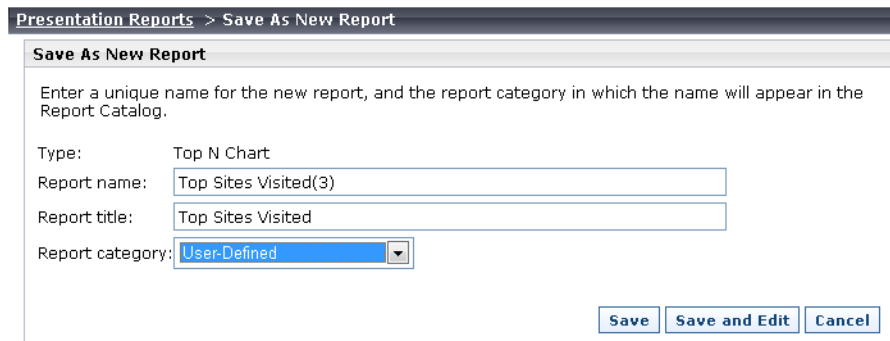 Presentation Reports > Save As New Report
Save As New Report
Enter a unique name for the new report, and the report category in which the name will appear in the
Report Catalog.
Type: Top N Chart
Report name: Top Sites Visited(3)
Report title: Top Sites Visited
Report category: User-Defined
Save Save and Edit Cancel